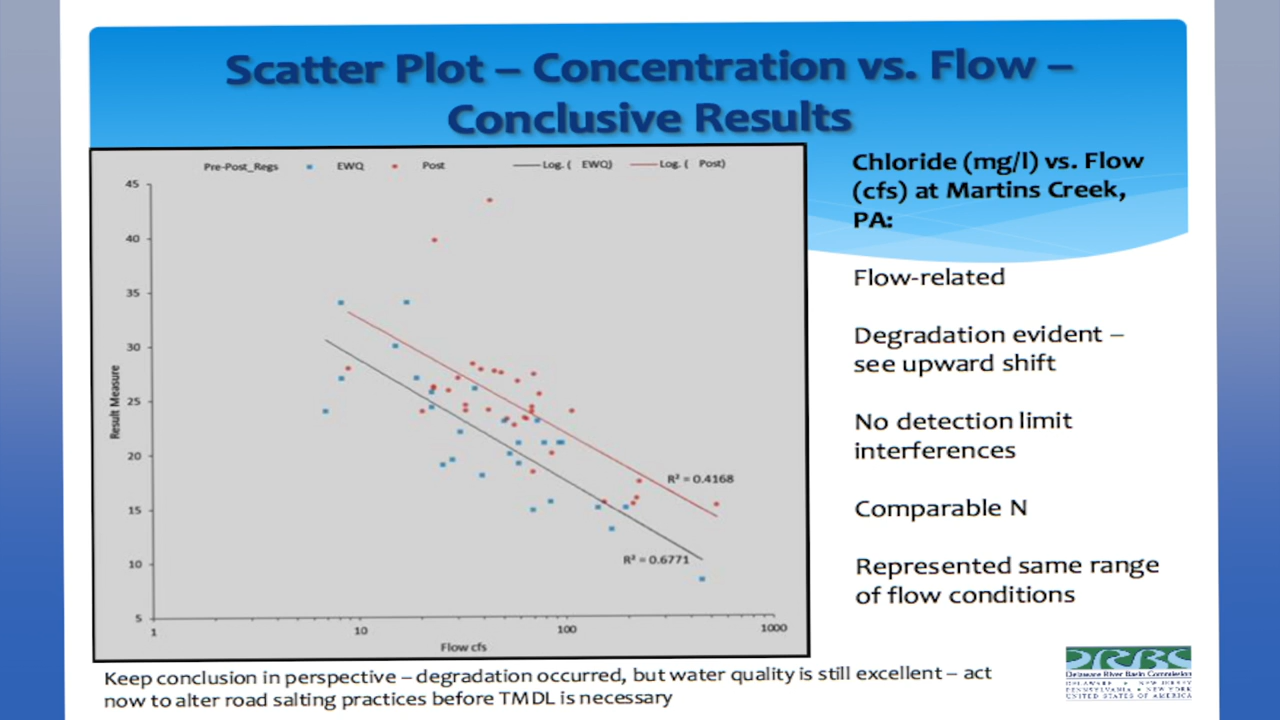 Scatter Plot – Concentration vs. Flow –
Conclusive Results
Pre-Post_Regs EWQ Post Log. ( EWQ) Log. ( Post)
45
40
35
30
25
20
15
10
5
Result Measure
R² = 0.4168
R² = 0.6771
1 10 100 1000
Flow cfs
Chloride (mg/l) vs. Flow
(cfs) at Martins Creek,
PA:
Flow-related
Degradation evident –
see upward shift
No detection limit
interferences
Comparable N
Represented same range
of flow conditions
Keep conclusion in perspective – degradation occurred, but water quality is still excellent – act
now to alter road salting practices before TMDL is necessary
DRBC
Delaware River Basin Commission
DELAWARE • NEW JERSEY
PENNSYLVANIA • NEW YORK
UNITED STATES OF AMERICA